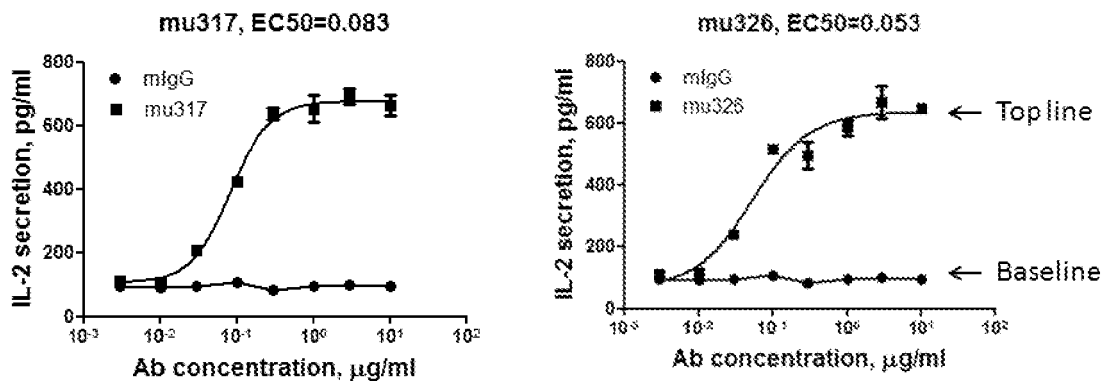 mu317, EC50=0.083
mIgG
mu317
IL-2 secretion, pg/ml
800
600
400
200
0
10⁻³ 10⁻² 10⁻¹ 10⁰ 10¹ 10²
Ab concentration, µg/ml
mu326, EC50=0.053
mIgG
mu326
IL-2 secretion, pg/ml
800
600
400
200
0
10⁻³ 10⁻² 10⁻¹ 10⁰ 10¹ 10²
Ab concentration, µg/ml
Top line
Baseline